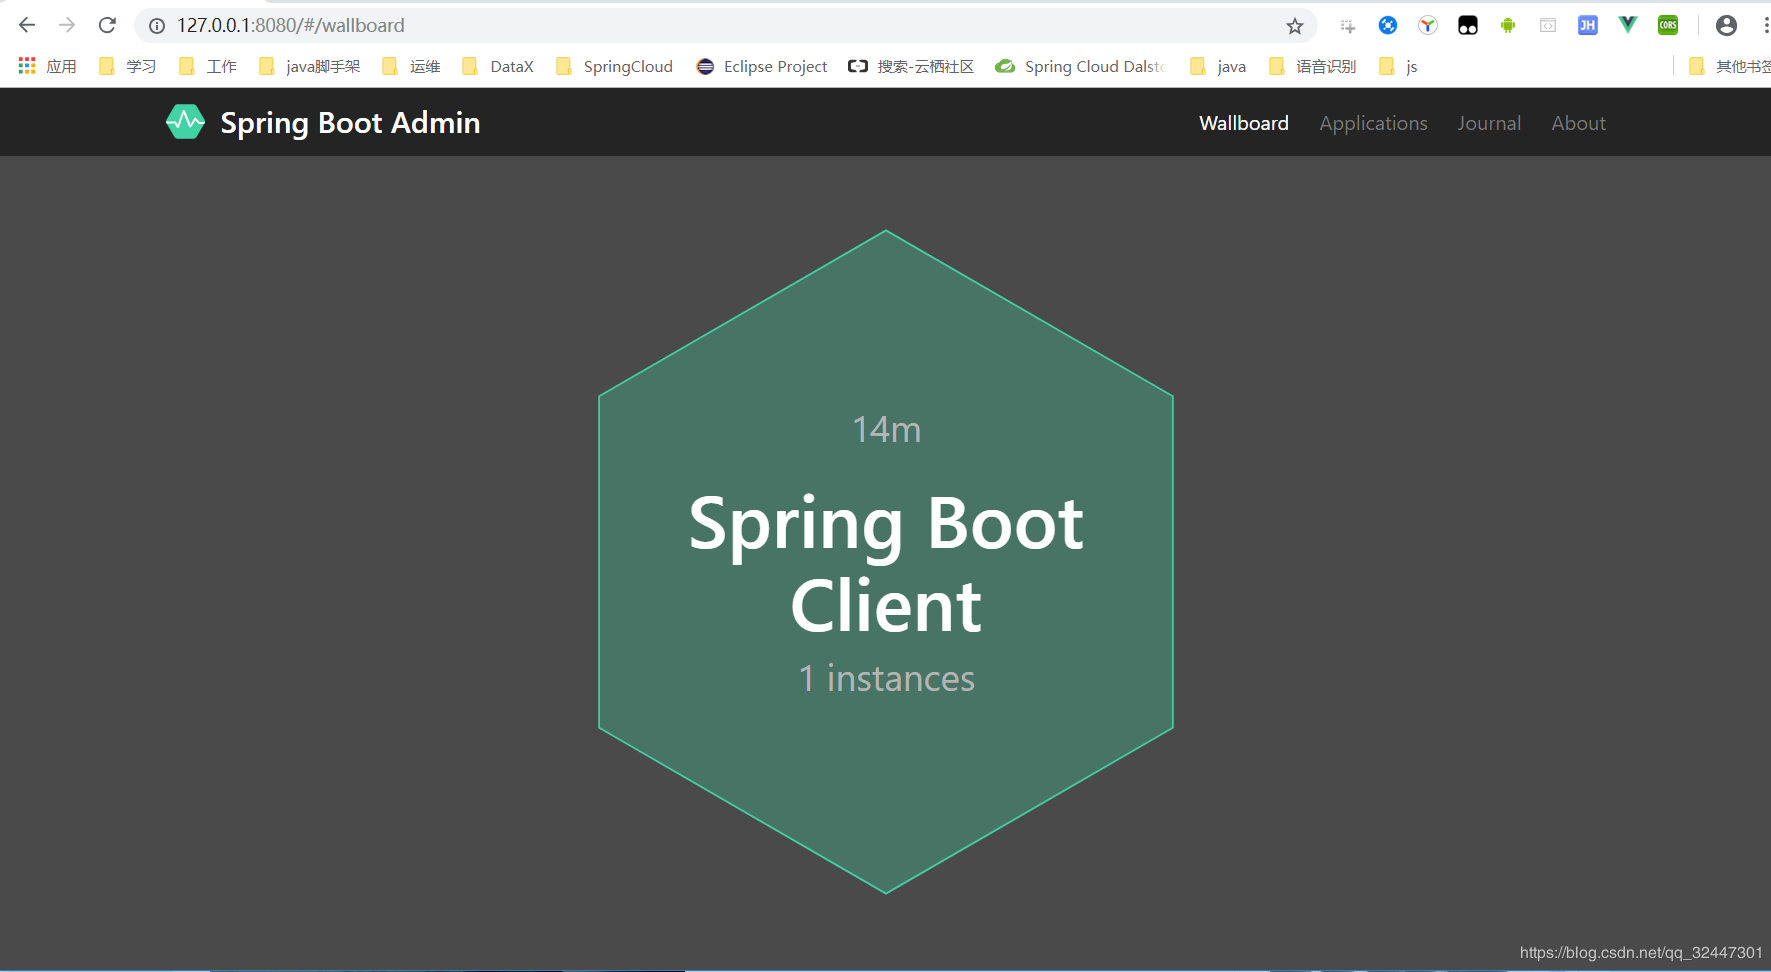 127.0.0.1:8080/#/wallboard
CORS
JH
应用 学习 工作 java脚手架 运维 DataX SpringCloud Eclipse Project 搜索-云栖社区 Spring Cloud Dalst java 语音识别 js 其他书签
Spring Boot Admin
Wallboard Applications Journal About
14m
Spring Boot
Client
1 instances
https://blog.csdn.net/qq_32447301